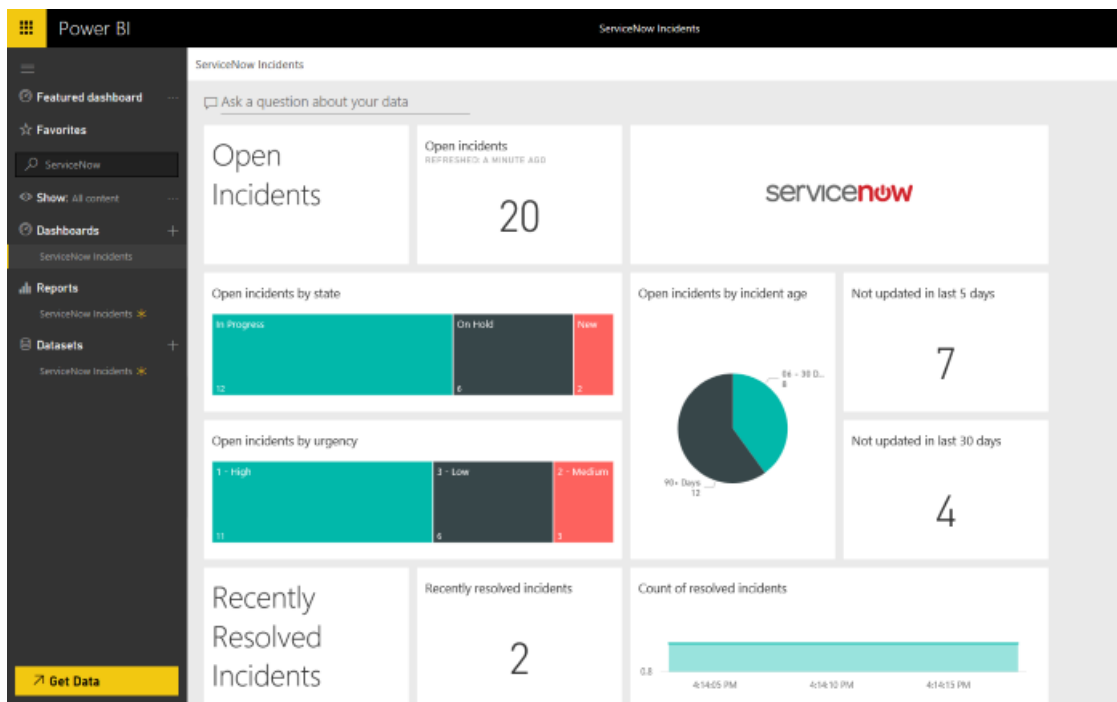 Power BI
ServiceNow Incidents
Featured dashboard
Favorites
ServiceNow
Show: All content
Dashboards
ServiceNow Incidents
Reports
ServiceNow Incidents
Datasets
ServiceNow Incidents
Get Data
ServiceNow Incidents
Ask a question about your data
Open
Incidents
Open incidents
REFRESHED: A MINUTE AGO
20
servicenow
Open incidents by state
In Progress
12
On Hold
6
New
2
Open incidents by incident age
06 - 30 D...
8
90+ Days
12
Not updated in last 5 days
7
Open incidents by urgency
1 - High
11
3 - Low
6
2 - Medium
3
Not updated in last 30 days
4
Recently
Resolved
Incidents
Recently resolved incidents
2
Count of resolved incidents
0.8
4:14:05 PM
4:14:10 PM
4:14:15 PM